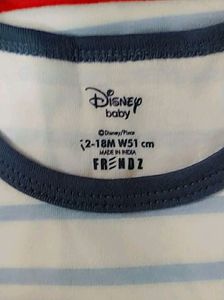 Disney
baby
©Disney/Pixar
12-18M W51 cm
MADE IN INDIA
FRENDZ